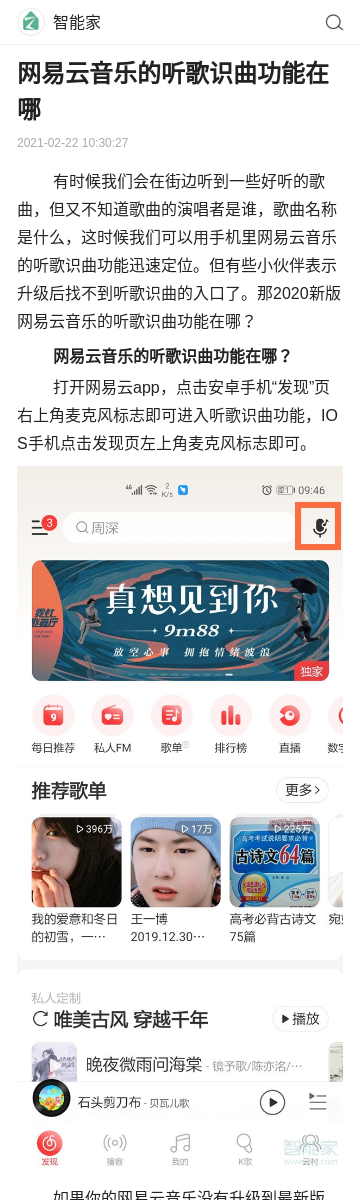 智能家
网易云音乐的听歌识曲功能在
哪
2021-02-22 10:30:27
有时候我们会在街边听到一些好听的歌
曲，但又不知道歌曲的演唱者是谁，歌曲名称
是什么，这时候我们可以用手机里网易云音乐
的听歌识曲功能迅速定位。但有些小伙伴表示
升级后找不到听歌识曲的入口了。那2020新版
网易云音乐的听歌识曲功能在哪？
网易云音乐的听歌识曲功能在哪？
打开网易云app，点击安卓手机“发现”页
右上角麦克风标志即可进入听歌识曲功能，IO
S手机点击发现页左上角麦克风标志即可。
4G 2 K/s 09:46
3 周深
真想见到你
9m88
放空心事 拥抱情绪波浪
独家
9
每日推荐 私人FM 歌单 排行榜 直播
推荐歌单 更多
396万 17万 225万
高考考试说明要求必背
古诗文64篇
我的爱意和冬日 王一博 高考必背古诗文
的初雪，一… 2019.12.30… 75篇
私人定制
唯美古风 穿越千年 播放
晚夜微雨问海棠 - 镜予歌/陈亦洺/…
石头剪刀布 - 贝瓦儿歌
发现 播客 我的 K歌 云村
智能家
如果你的网易云音乐没有升级到最新版